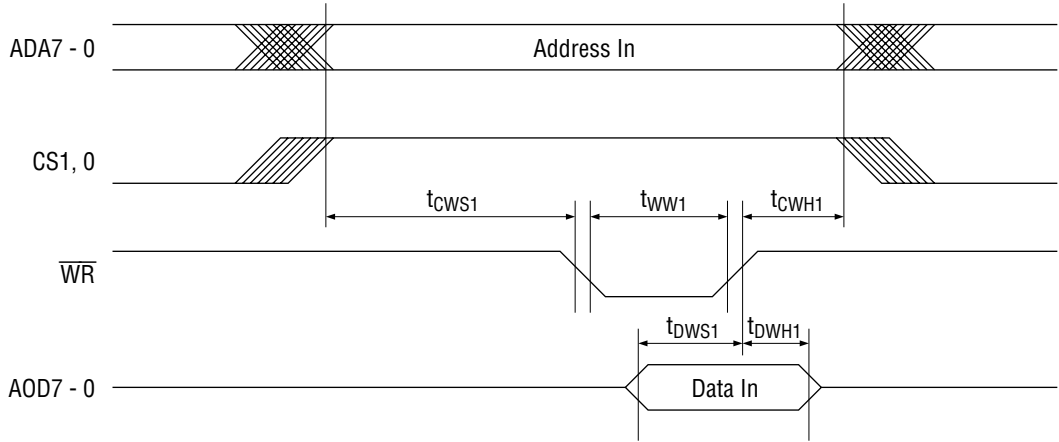 ADA7 - 0
Address In
CS1, 0
tCWS1
tWW1
tCWH1
WR
tDWS1
tDWH1
AOD7 - 0
Data In